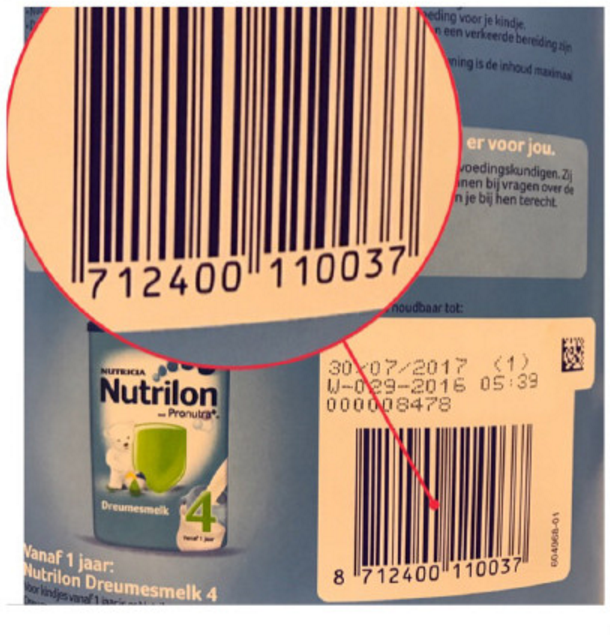 eding voor je kindje.
n een verkeerde bereiding zijn
ning is de inhoud maximaal
er voor jou.
voedingskundigen. Zij
nen bij vragen over de
n je bij hen terecht.
712400 110037
houdbaar tot:
30/07/2017 (1)
W-029-2016 05:39
000008478
NUTRICIA
Nutrilon
Pronutra+.
Dreumesmelk
4
Vanaf 1 jaar
8 712400 110037
604068-01
Vanaf 1 jaar:
Nutrilon Dreumesmelk 4